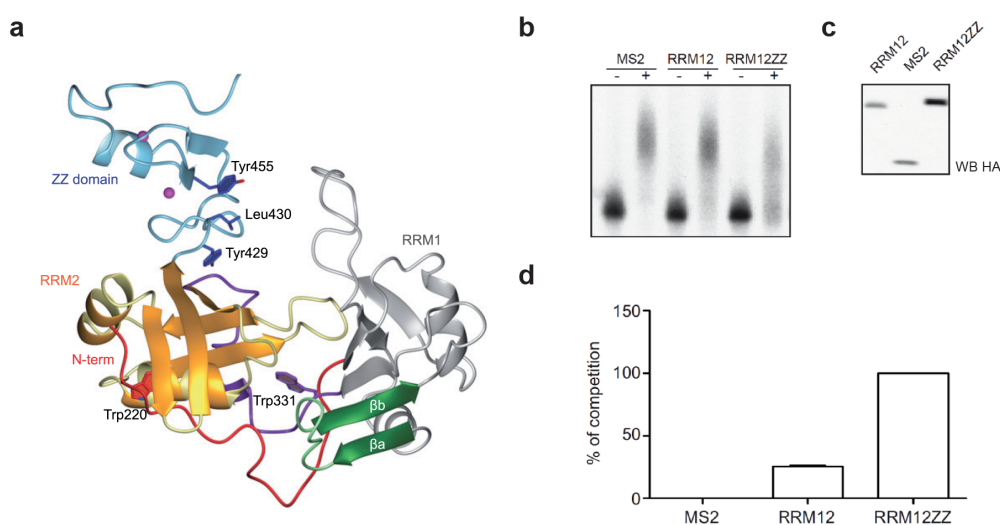 a
Tyr455
ZZ domain
Leu430
Tyr429
RRM1
RRM2
N-term
Trp331
Trp220
βb
βa
b
MS2 RRM12 RRM12ZZ
- + - + - +
c
RRM12 MS2 RRM12ZZ
WB HA
d
% of competition
150
100
50
0
MS2 RRM12 RRM12ZZ